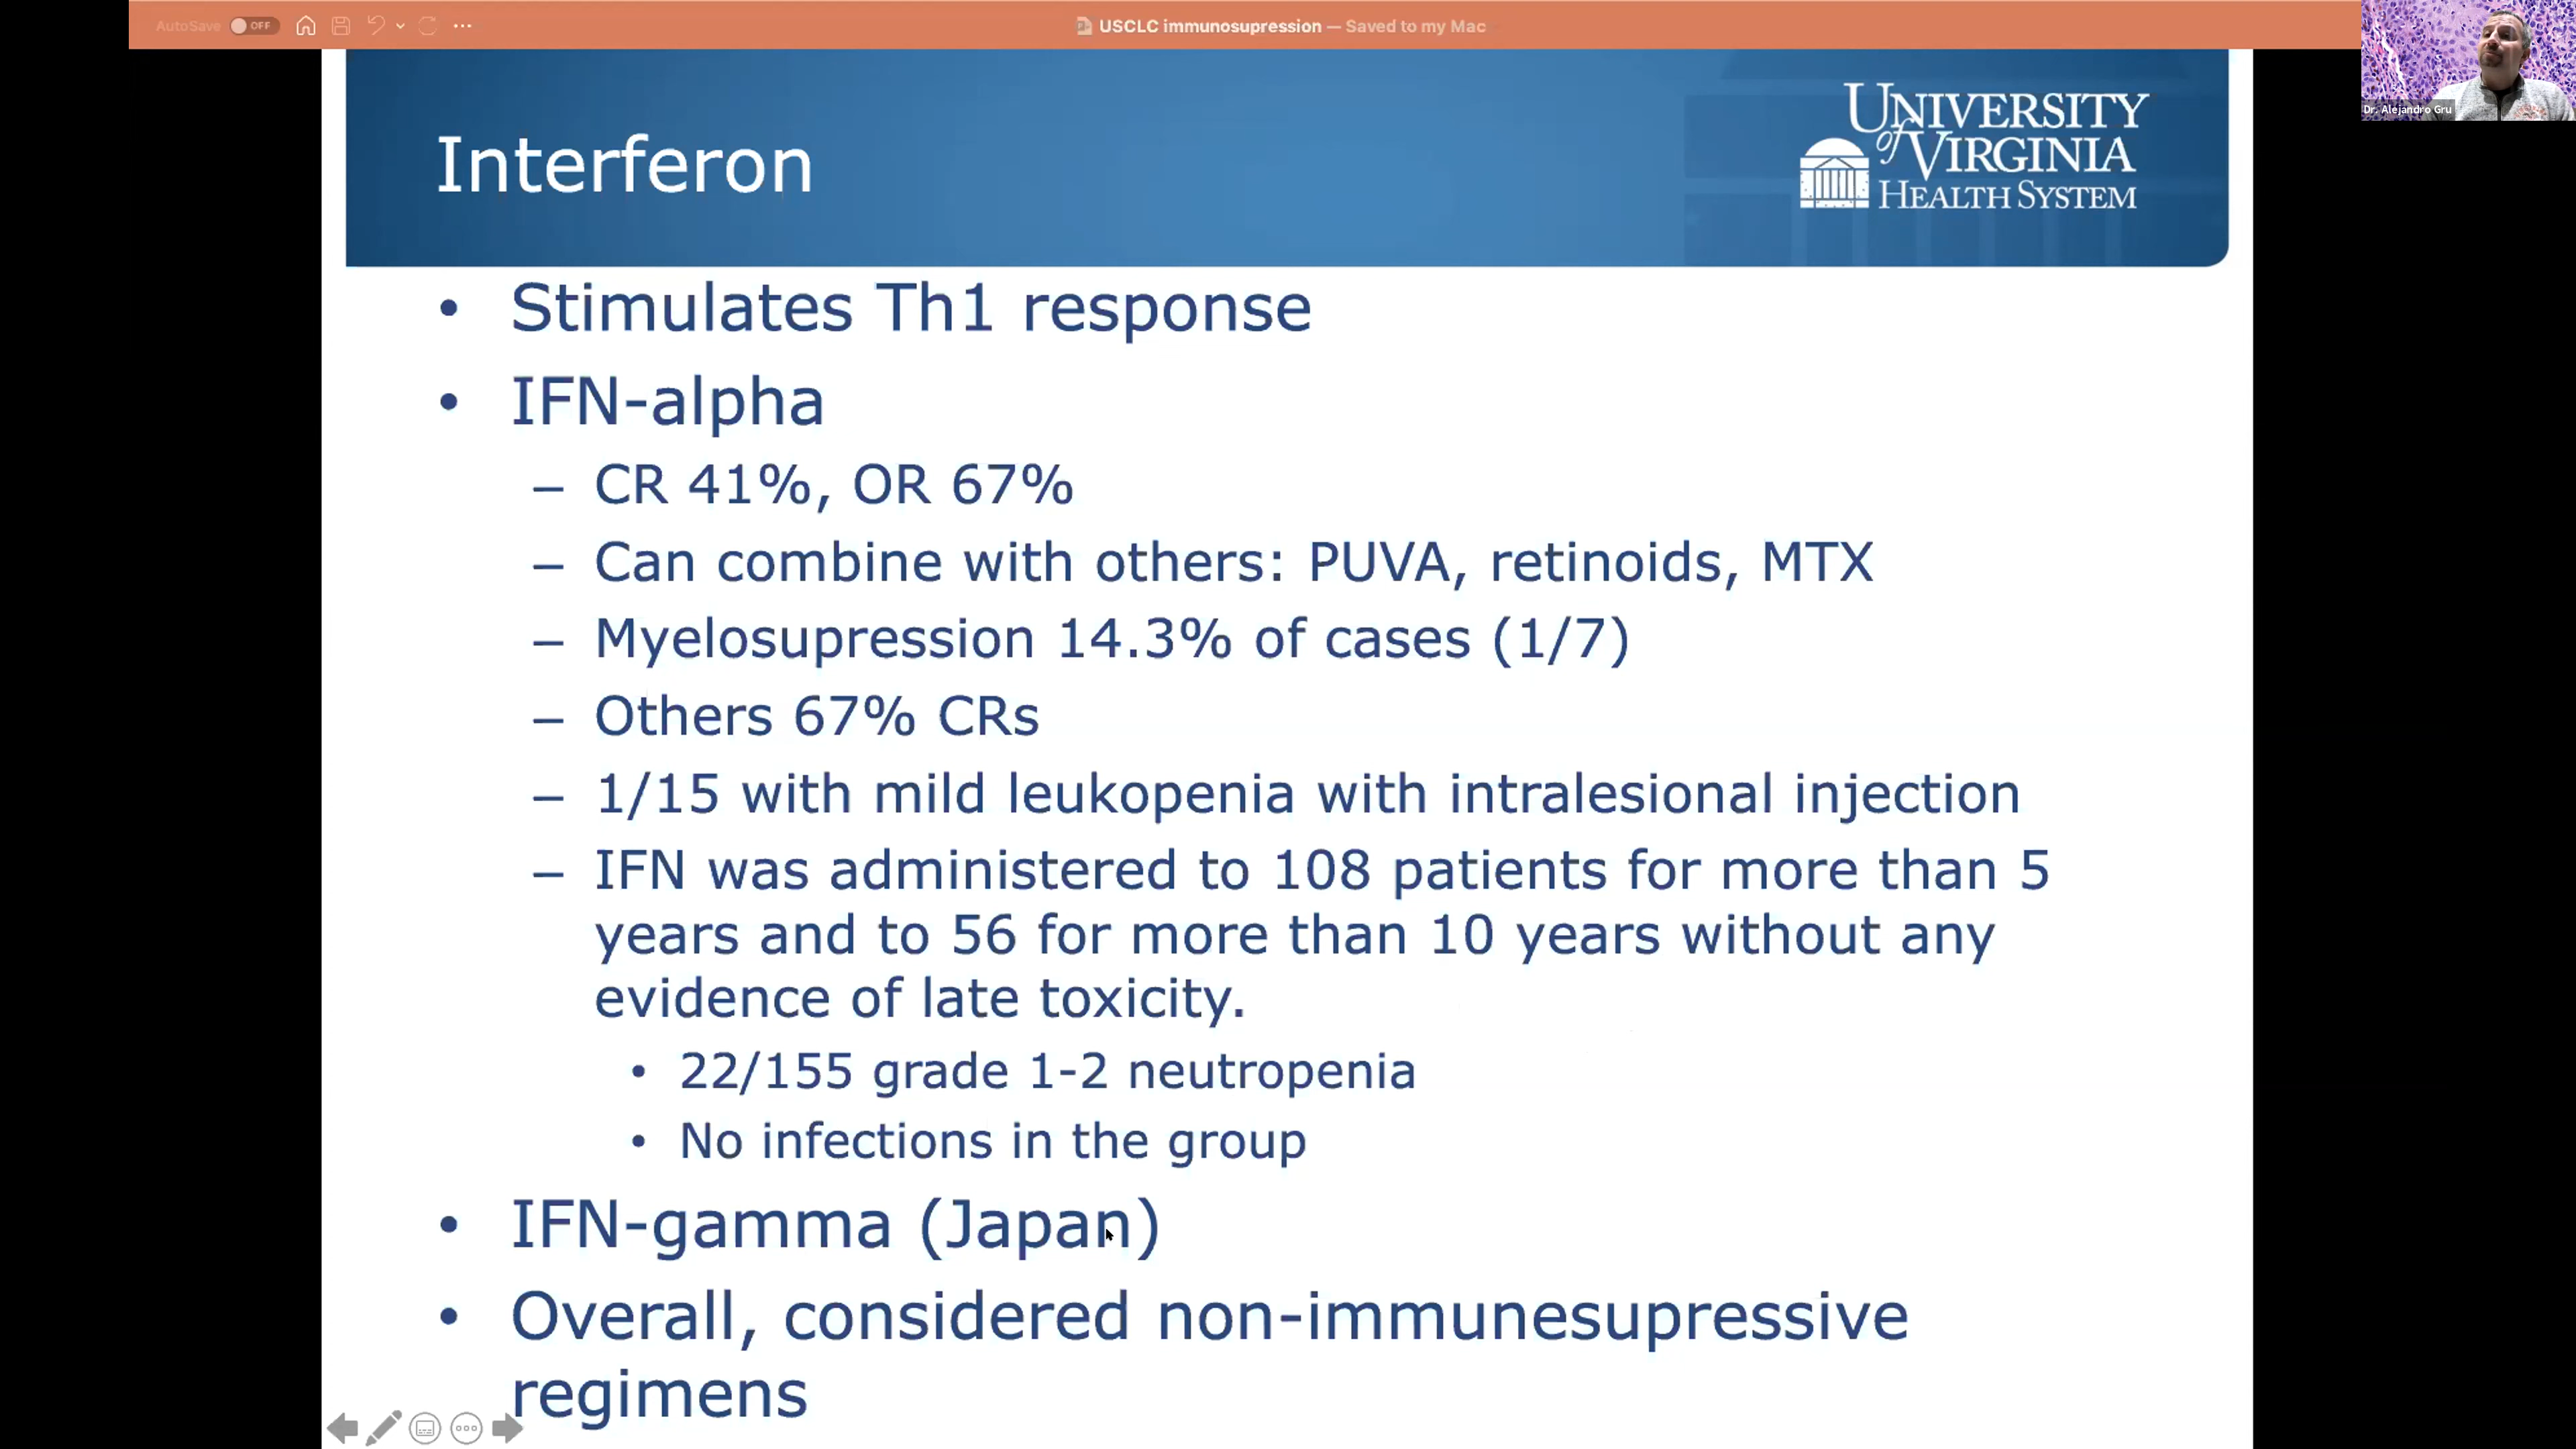 AutoSave OFF
USCLC immunosupression — Saved to my Mac
Dr. Alejandro Gru
Interferon
UNIVERSITY
of VIRGINIA
HEALTH SYSTEM
• Stimulates Th1 response
• IFN-alpha
– CR 41%, OR 67%
– Can combine with others: PUVA, retinoids, MTX
– Myelosupression 14.3% of cases (1/7)
– Others 67% CRs
– 1/15 with mild leukopenia with intralesional injection
– IFN was administered to 108 patients for more than 5
years and to 56 for more than 10 years without any
evidence of late toxicity.
• 22/155 grade 1-2 neutropenia
• No infections in the group
• IFN-gamma (Japan)
• Overall, considered non-immunesupressive
regimens